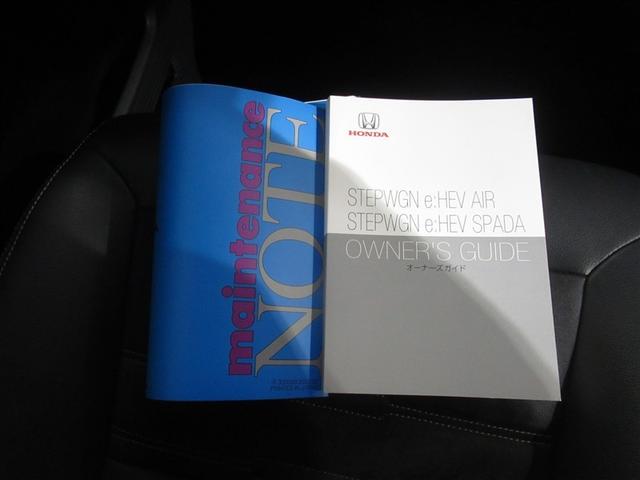 maintenance
NOTE
HONDA
STEPWGN e:HEV AIR
STEPWGN e:HEV SPADA
OWNER'S GUIDE
オーナーズガイド